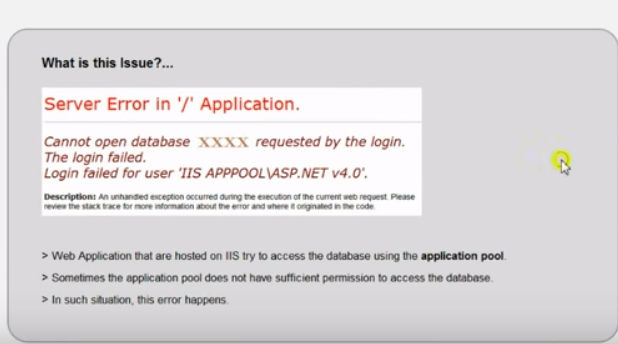 What is this Issue?...
Server Error in '/' Application.
Cannot open database XXXX requested by the login.
The login failed.
Login failed for user 'IIS APPPOOL\ASP.NET v4.0'.
Description: An unhandled exception occurred during the execution of the current web request. Please
review the stack trace for more information about the error and where it originated in the code.
> Web Application that are hosted on IIS try to access the database using the application pool.
> Sometimes the application pool does not have sufficient permission to access the database.
> In such situation, this error happens.